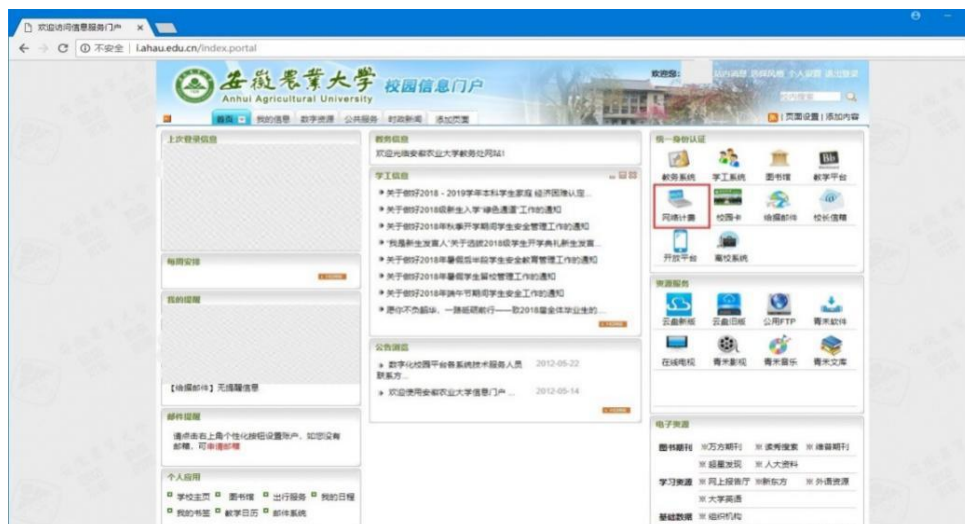 欢迎访问信息服务门户
不安全 | i.ahau.edu.cn/index.portal
安徽农业大学 校园信息门户
Anhui Agricultural University
欢迎您: 站内消息 选择风格 个人设置 退出登录
首页 我的信息 数字资源 公共服务 时政新闻 添加页面
| 页面设置 | 添加内容
上次登录信息
每周安排
MORE
我的提醒
【倍握邮件】无提醒信息
邮件提醒
请点击右上角个性化按钮设置账户,如您没有
邮箱,可申请邮箱
个人应用
学校主页 图书馆 出行服务 我的日程
我的书签 教学日历 邮件系统
教务信息
欢迎光临安徽农业大学教务处网站!
学工信息
关于做好2018-2019学年本科学生家庭 经济困难认定...
关于做好2018级新生入学“绿色通道”工作的通知
关于做好2018年秋季开学期间学生安全管理工作的通知
“我是新生发言人”关于选拔2018级学生开学典礼新生发言...
关于做好2018年暑假后半段学生安全教育管理工作的通知
关于做好2018年暑假学生留校管理工作的通知
关于做好2018年端午节期间学生安全工作的通知
愿你不负韶华,一路砥砺前行——致2018届全体毕业生的...
MORE
公告浏览
数字化校园平台各系统技术服务人员 2012-05-22
联系方...
欢迎使用安徽农业大学信息门户 ... 2012-05-14
MORE
统一身份认证
教务系统 学工系统 图书馆 教学平台
网络计费 校园卡 校长信箱
开放平台 离校系统
资源服务
云盘新版 云盘旧版 公用FTP 青禾软件
在线电视 青禾影视 青禾音乐 青禾文库
电子资源
图书期刊 ※万方期刊 ※ 读秀搜索 ※ 维普期刊
※ 超星发现 ※ 人大资料
学习资源 ※ 网上报告厅 ※新东方 ※ 外语资源
※ 大学英语
基础数据 ※ 组织机构